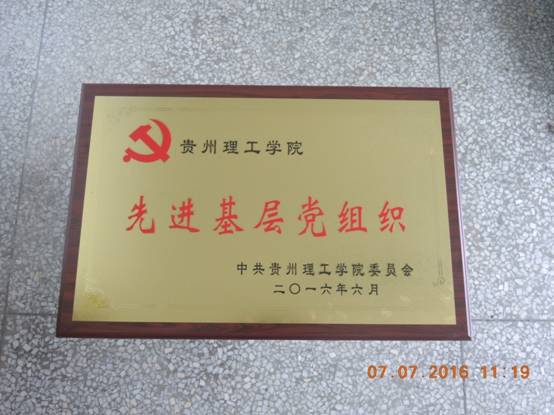 贵州理工学院
先进基层党组织
中共贵州理工学院委员会
二〇一六年六月
07.07.2016 11:19